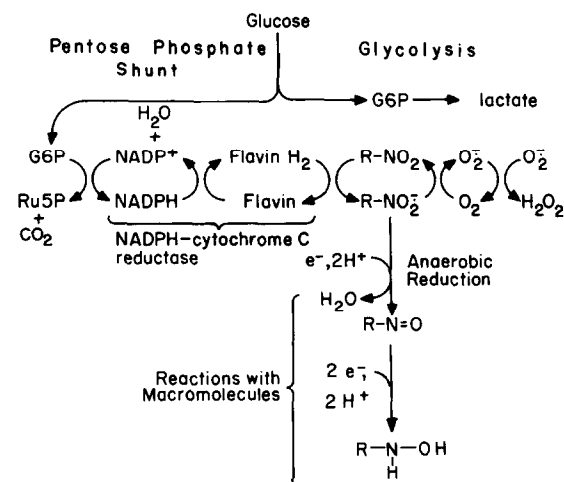 Glucose
Pentose Phosphate Shunt
Glycolysis
G6P lactate
H2O
+
G6P NADP+ Flavin H2 R-NO2 O2⨪ O2⨪
Ru5P NADPH Flavin R-NO2⨪ O2 H2O2
+
CO2
NADPH-cytochrome C
reductase
e-,2H+ Anaerobic
Reduction
H2O
R-N=O
Reactions with
Macromolecules
2 e-,
2 H+
R-N-OH
H